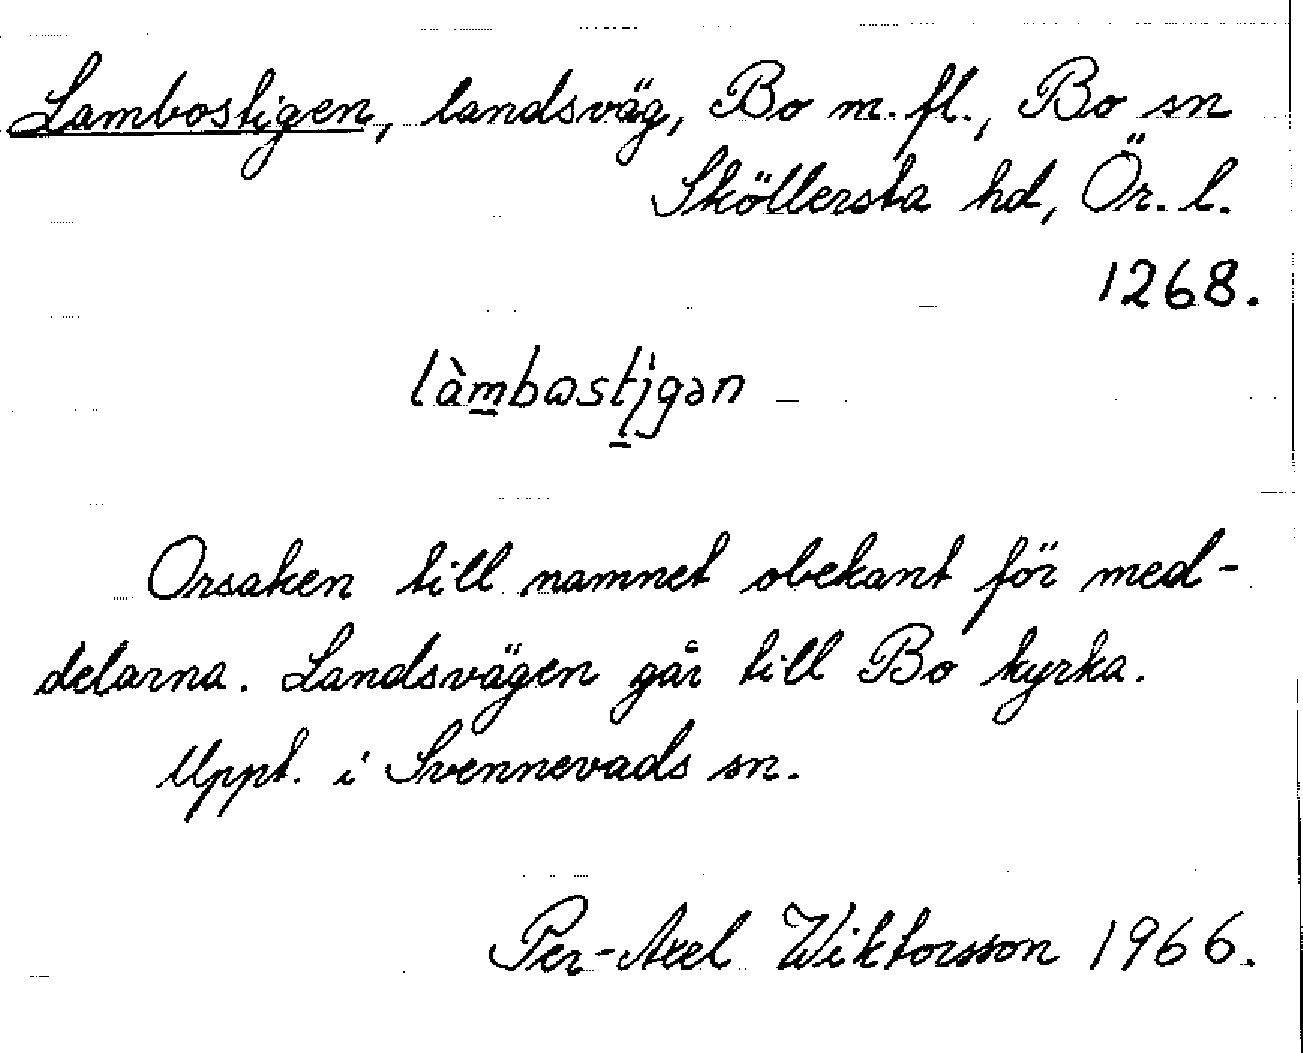 Lambostigen, landsväg, Bo m.fl., Bo sn
Sköllersta hd, Ör. l.
1268.
làmbωstigən
Orsaken till namnet obekant för med-
delarna. Landsvägen går till Bo kyrka.
Uppt. i Svennevads sn.
Per-Axel Wiktorsson 1966.